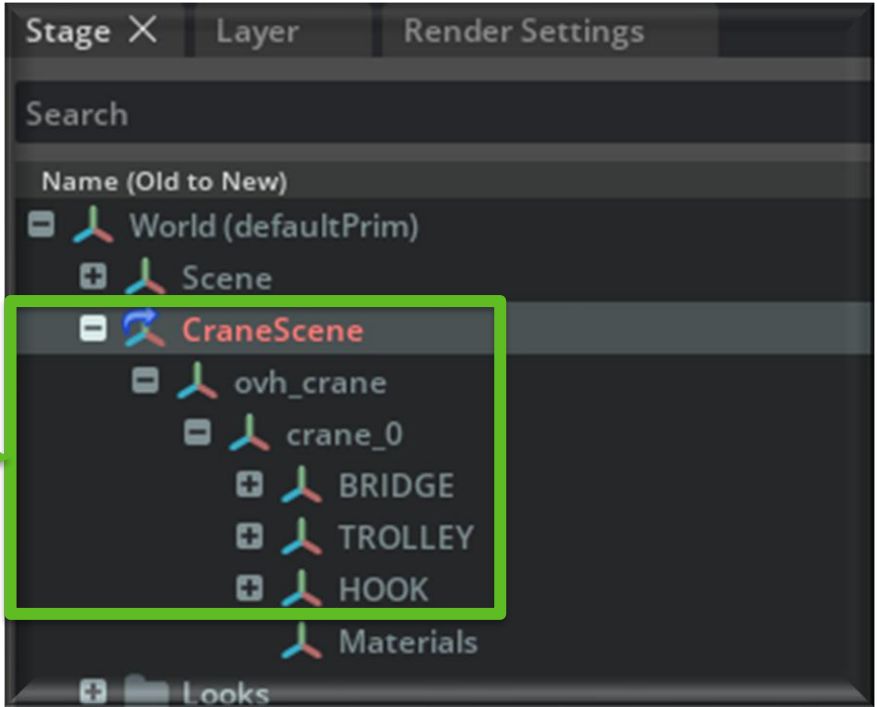 Stage Layer Render Settings
Search
Name (Old to New)
World (defaultPrim)
Scene
CraneScene
ovh_crane
crane_0
BRIDGE
TROLLEY
HOOK
Materials
Looks